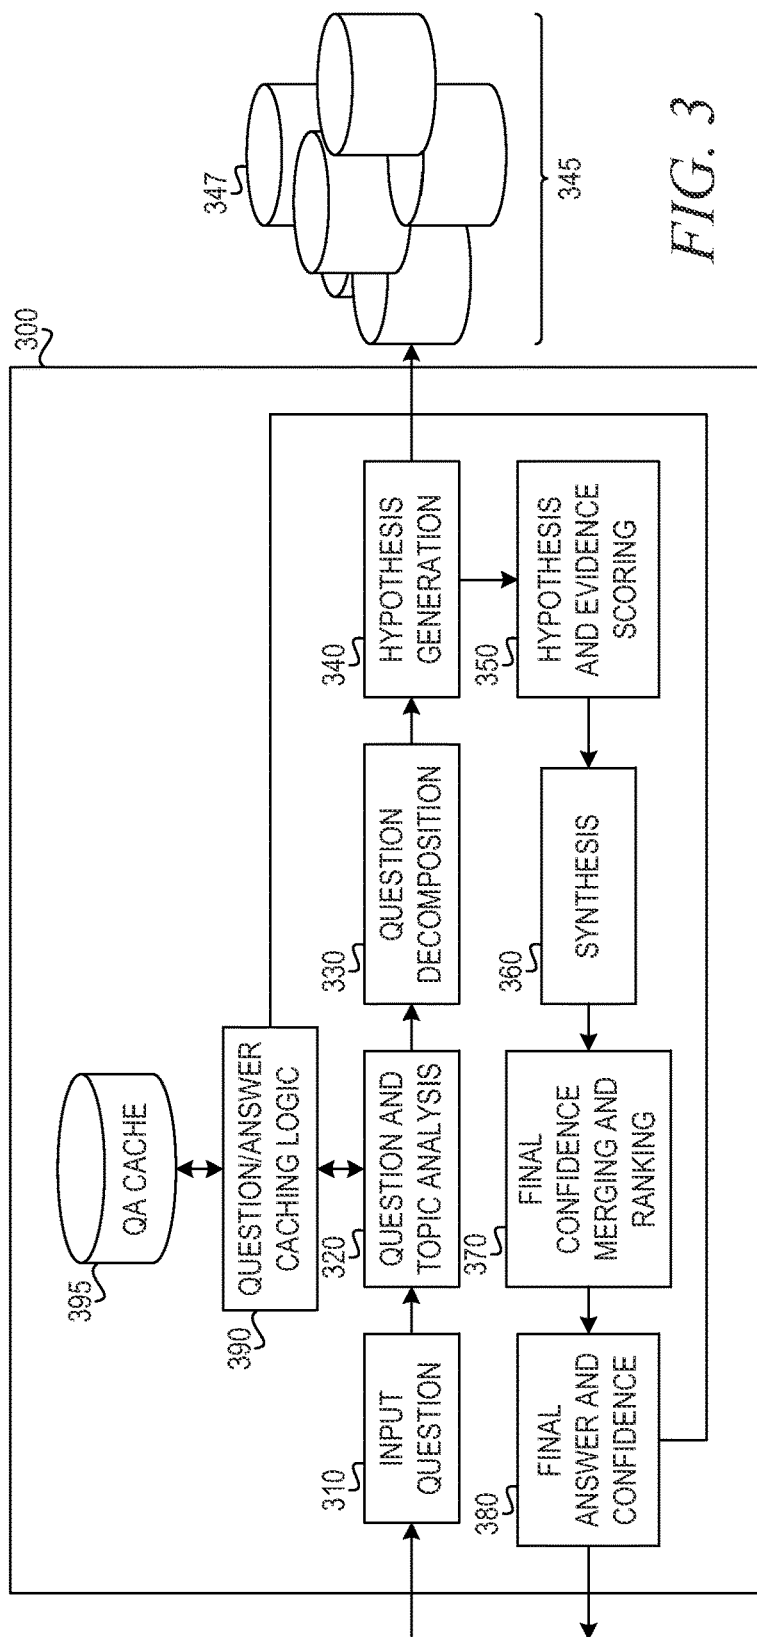 300
395
QA CACHE
347
390
QUESTION/ANSWER
CACHING LOGIC
310
INPUT
QUESTION
320
QUESTION AND
TOPIC ANALYSIS
330
QUESTION
DECOMPOSITION
340
HYPOTHESIS
GENERATION
345
380
FINAL
ANSWER AND
CONFIDENCE
370
FINAL
CONFIDENCE
MERGING AND
RANKING
360
SYNTHESIS
350
HYPOTHESIS
AND EVIDENCE
SCORING
FIG. 3